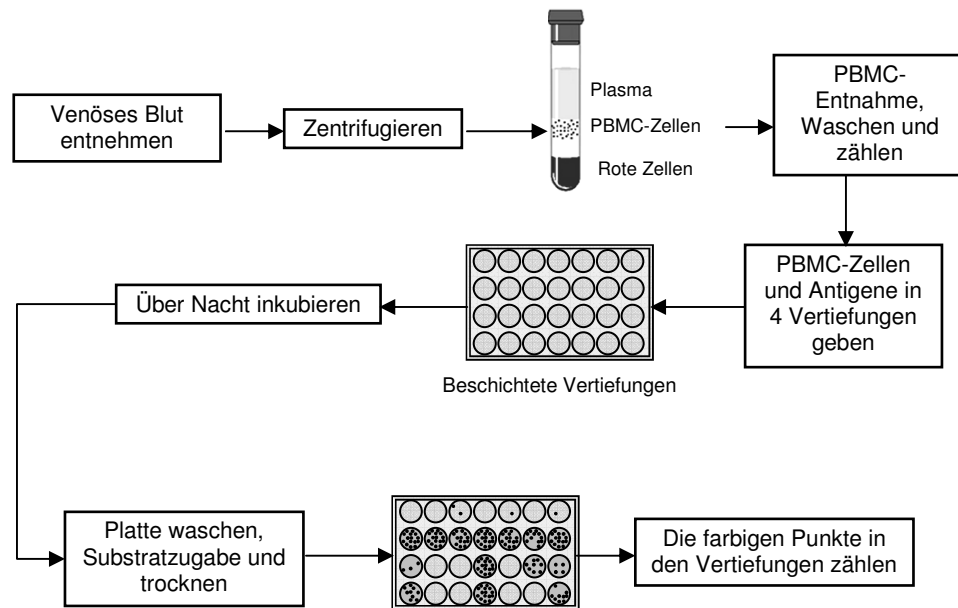 Venöses Blut
entnehmen
Zentrifugieren
Plasma
PBMC-Zellen
Rote Zellen
PBMC-
Entnahme,
Waschen und
zählen
PBMC-Zellen
und Antigene in
4 Vertiefungen
geben
Beschichtete Vertiefungen
Über Nacht inkubieren
Platte waschen,
Substratzugabe und
trocknen
Die farbigen Punkte in
den Vertiefungen zählen